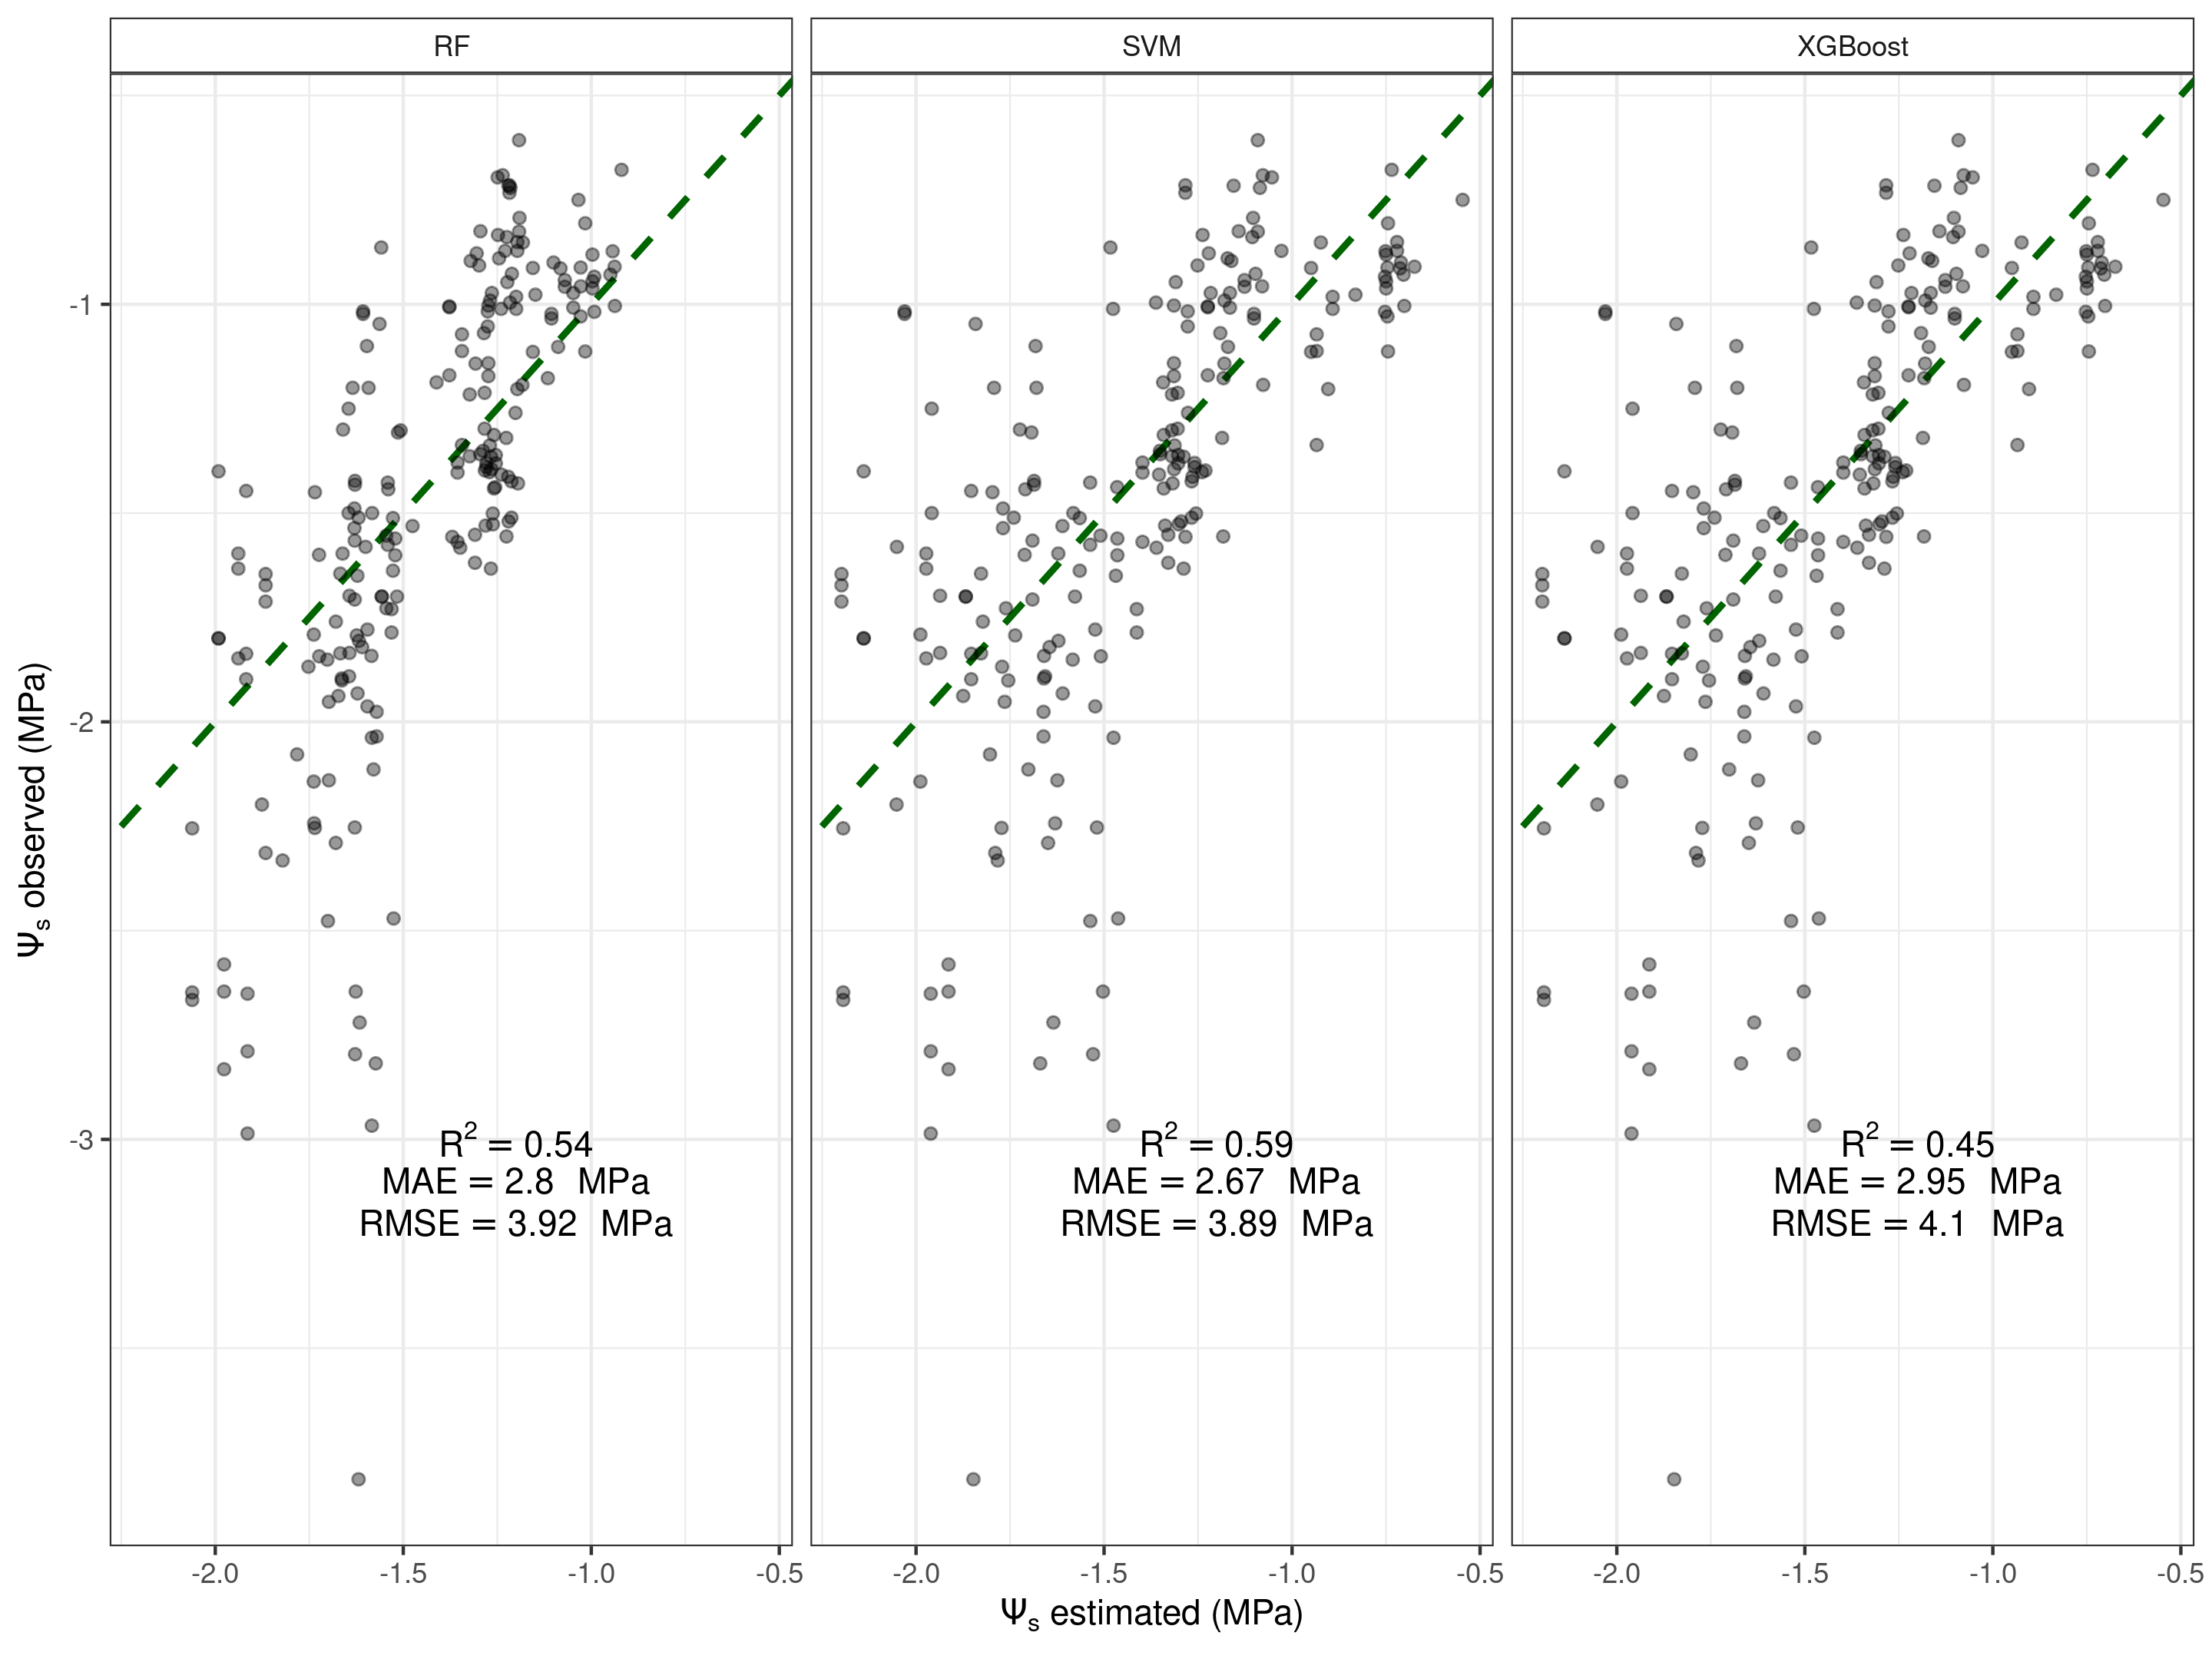 RF
SVM
XGBoost
-1
-2
-3
Ψs observed (MPa)
R² = 0.54
MAE = 2.8 MPa
RMSE = 3.92 MPa
R² = 0.59
MAE = 2.67 MPa
RMSE = 3.89 MPa
R² = 0.45
MAE = 2.95 MPa
RMSE = 4.1 MPa
-2.0 -1.5 -1.0 -0.5
-2.0 -1.5 -1.0 -0.5
-2.0 -1.5 -1.0 -0.5
Ψs estimated (MPa)